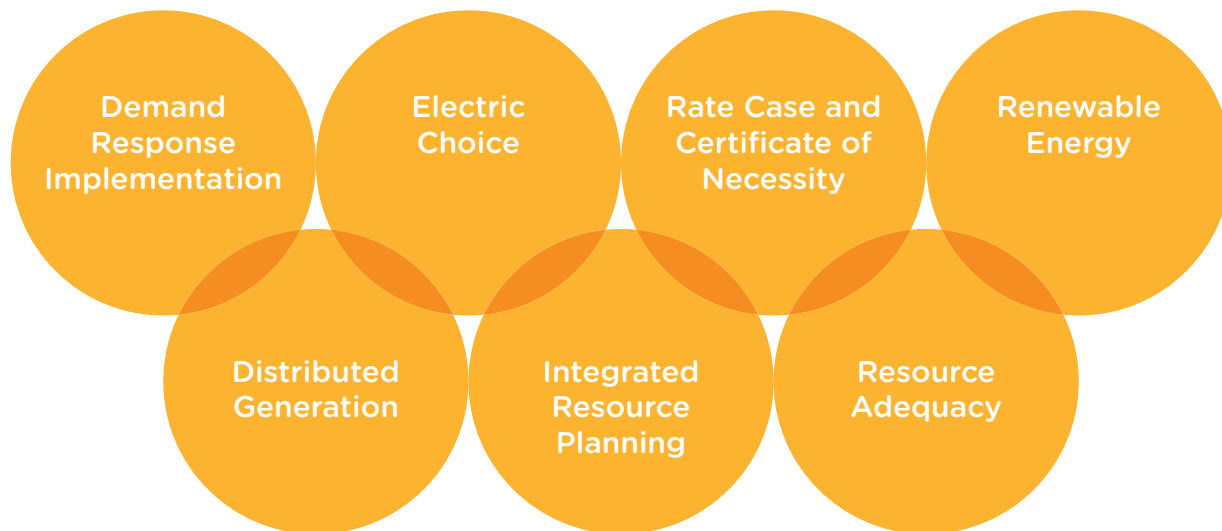 Demand
Response
Implementation
Electric
Choice
Rate Case and
Certificate of
Necessity
Renewable
Energy
Distributed
Generation
Integrated
Resource
Planning
Resource
Adequacy